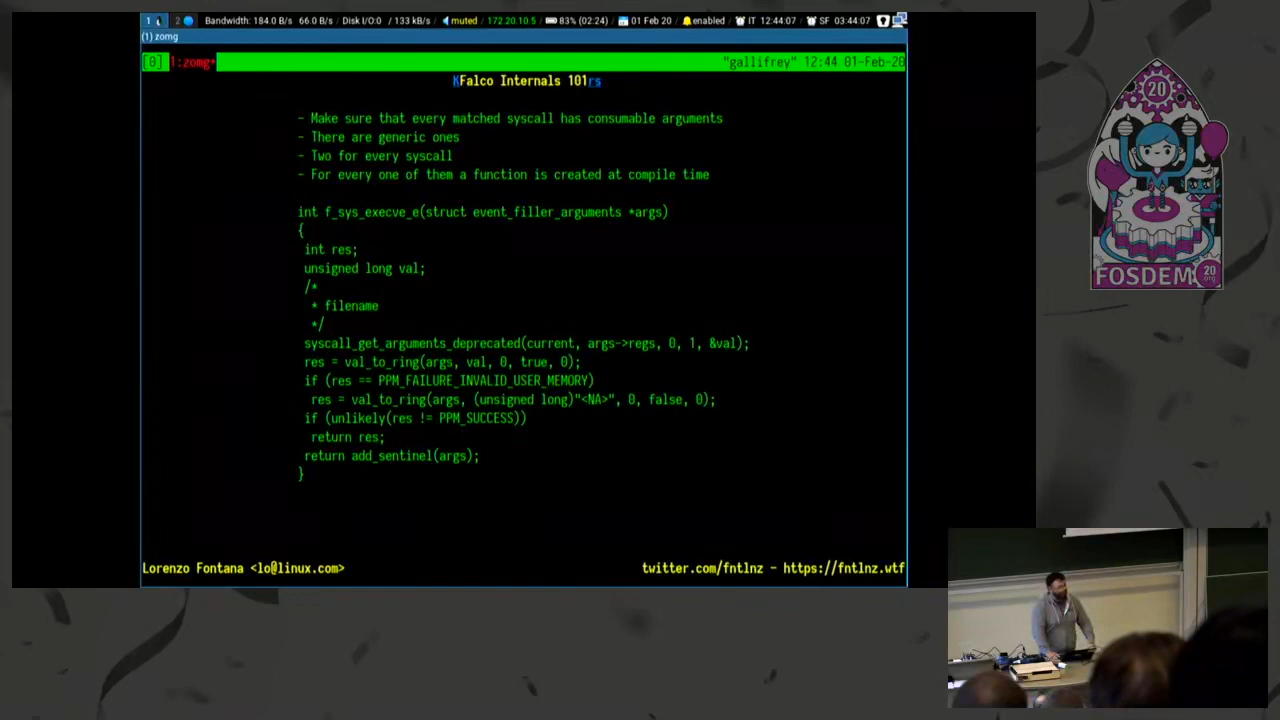 1 2 Bandwidth: 184.0 B/s 66.0 B/s / Disk I/O:0 / 133 kB/s / muted / 172.20.10.5 / 83% (02:24) / 01 Feb 20 / enabled / IT 12:44:07 / SF 03:44:07
(1) zomg
[0] 1:zomg* "gallifrey" 12:44 01-Feb-20
KFalco Internals 101rs
- Make sure that every matched syscall has consumable arguments
- There are generic ones
- Two for every syscall
- For every one of them a function is created at compile time
int f_sys_execve_e(struct event_filler_arguments *args)
{
int res;
unsigned long val;
/*
* filename
*/
syscall_get_arguments_deprecated(current, args->regs, 0, 1, &val);
res = val_to_ring(args, val, 0, true, 0);
if (res == PPM_FAILURE_INVALID_USER_MEMORY)
res = val_to_ring(args, (unsigned long)"<NA>", 0, false, 0);
if (unlikely(res != PPM_SUCCESS))
return res;
return add_sentinel(args);
}
Lorenzo Fontana <lo@linux.com> twitter.com/fntlnz - https://fntlnz.wtf
20
FOSDEM 20
.org